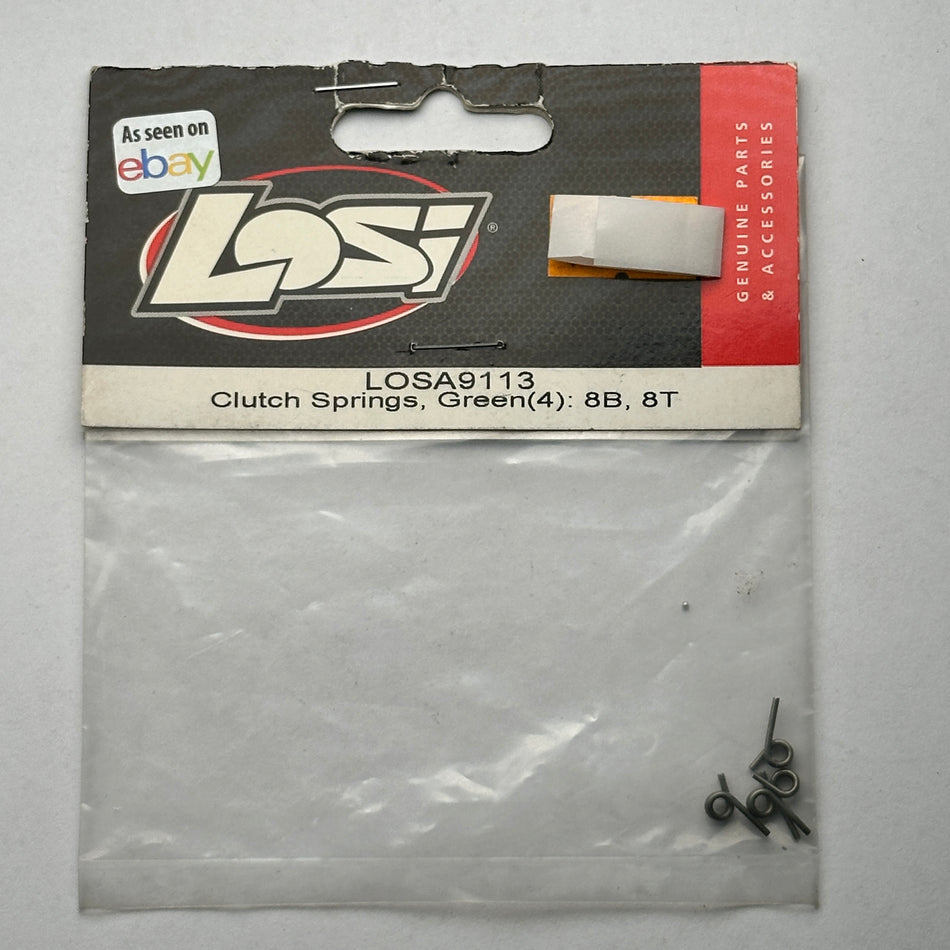 As seen on
ebay
LOSI
®
GENUINE PARTS
& ACCESSORIES
LOSA9113
Clutch Springs, Green(4): 8B, 8T